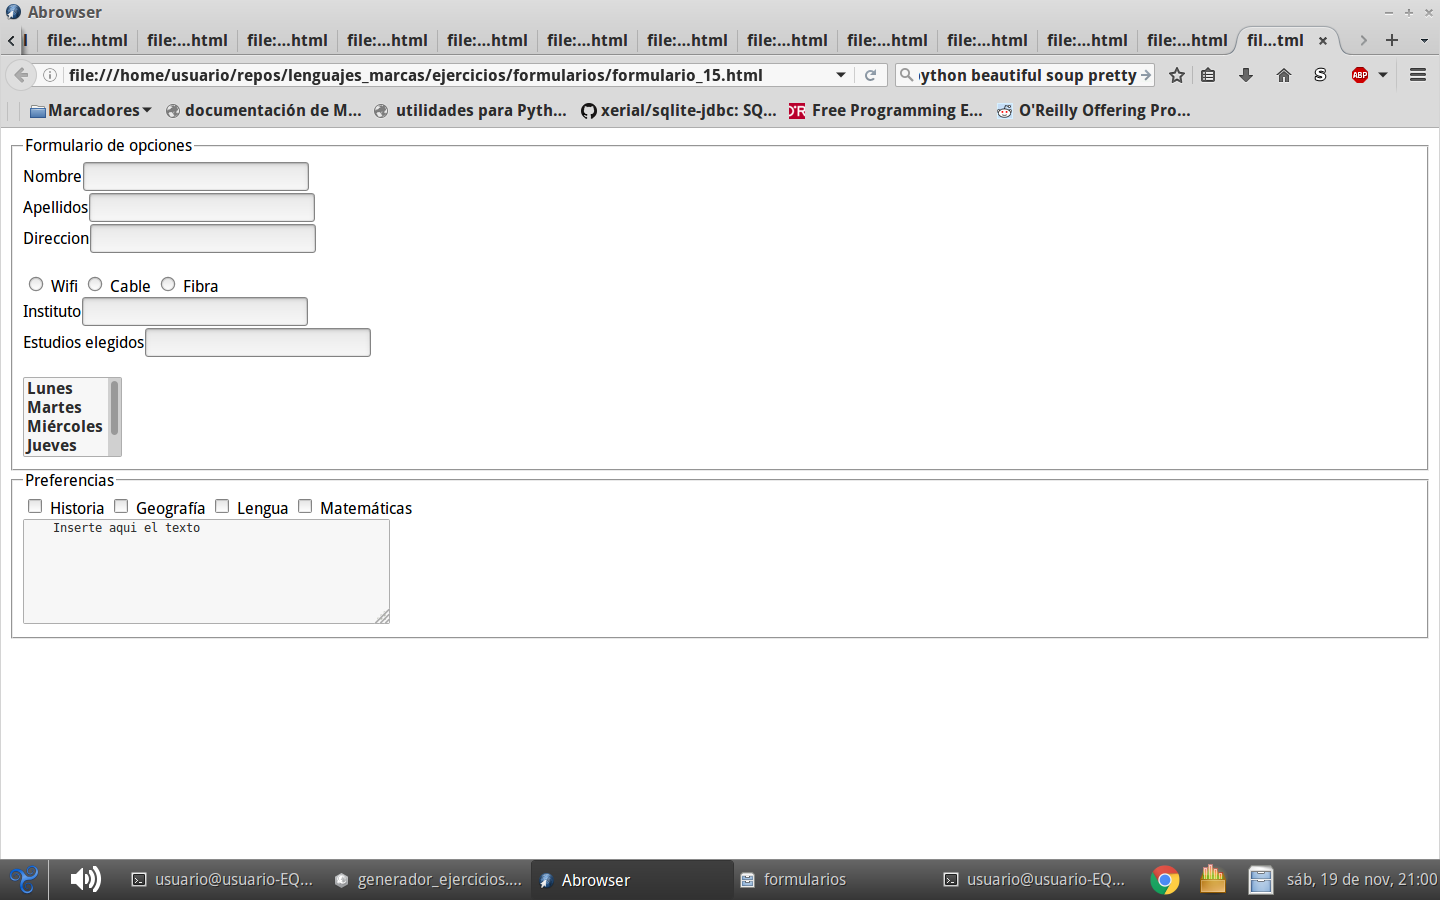 Abrowser
file:...html file:...html file:...html file:...html file:...html file:...html file:...html file:...html file:...html file:...html file:...html file:...html fil...tml
file:///home/usuario/repos/lenguajes_marcas/ejercicios/formularios/formulario_15.html ython beautiful soup pretty S ABP
Marcadores documentación de M... utilidades para Pyth... xerial/sqlite-jdbc: SQ... Free Programming E... O'Reilly Offering Pro...
Formulario de opciones
Nombre
Apellidos
Direccion
Wifi Cable Fibra
Instituto
Estudios elegidos
Lunes
Martes
Miércoles
Jueves
Preferencias
Historia Geografía Lengua Matemáticas
Inserte aqui el texto
usuario@usuario-EQ... generador_ejercicios.... Abrowser formularios usuario@usuario-EQ... sáb, 19 de nov, 21:00